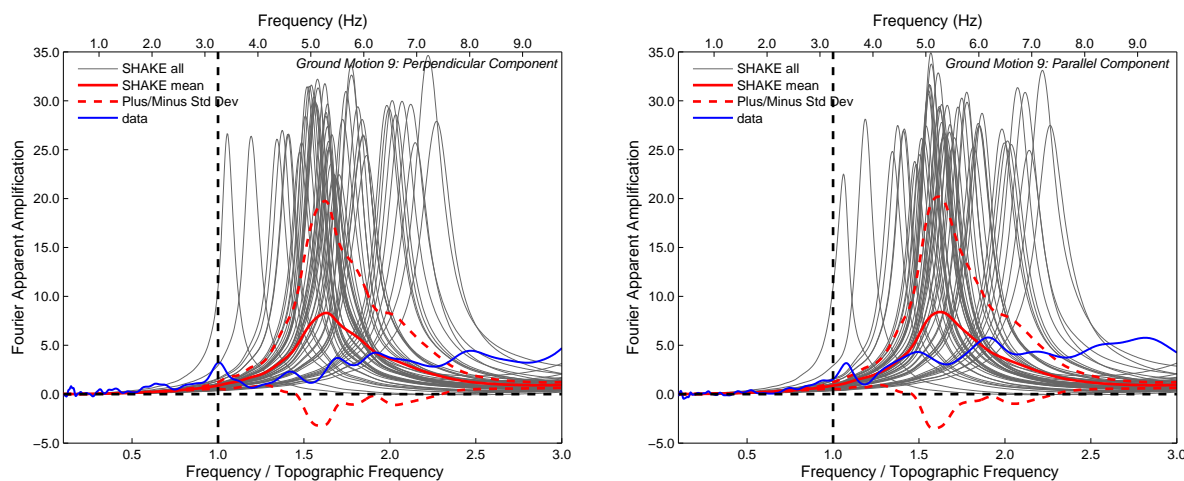 Frequency (Hz)
1.0 2.0 3.0 4.0 5.0 6.0 7.0 8.0 9.0
Ground Motion 9: Perpendicular Component
SHAKE all
SHAKE mean
Plus/Minus Std Dev
data
35.0
30.0
25.0
20.0
15.0
10.0
5.0
0.0
−5.0
Fourier Apparent Amplification
0.5 1.0 1.5 2.0 2.5 3.0
Frequency / Topographic Frequency
Frequency (Hz)
1.0 2.0 3.0 4.0 5.0 6.0 7.0 8.0 9.0
Ground Motion 9: Parallel Component
SHAKE all
SHAKE mean
Plus/Minus Std Dev
data
35.0
30.0
25.0
20.0
15.0
10.0
5.0
0.0
−5.0
Fourier Apparent Amplification
0.5 1.0 1.5 2.0 2.5 3.0
Frequency / Topographic Frequency